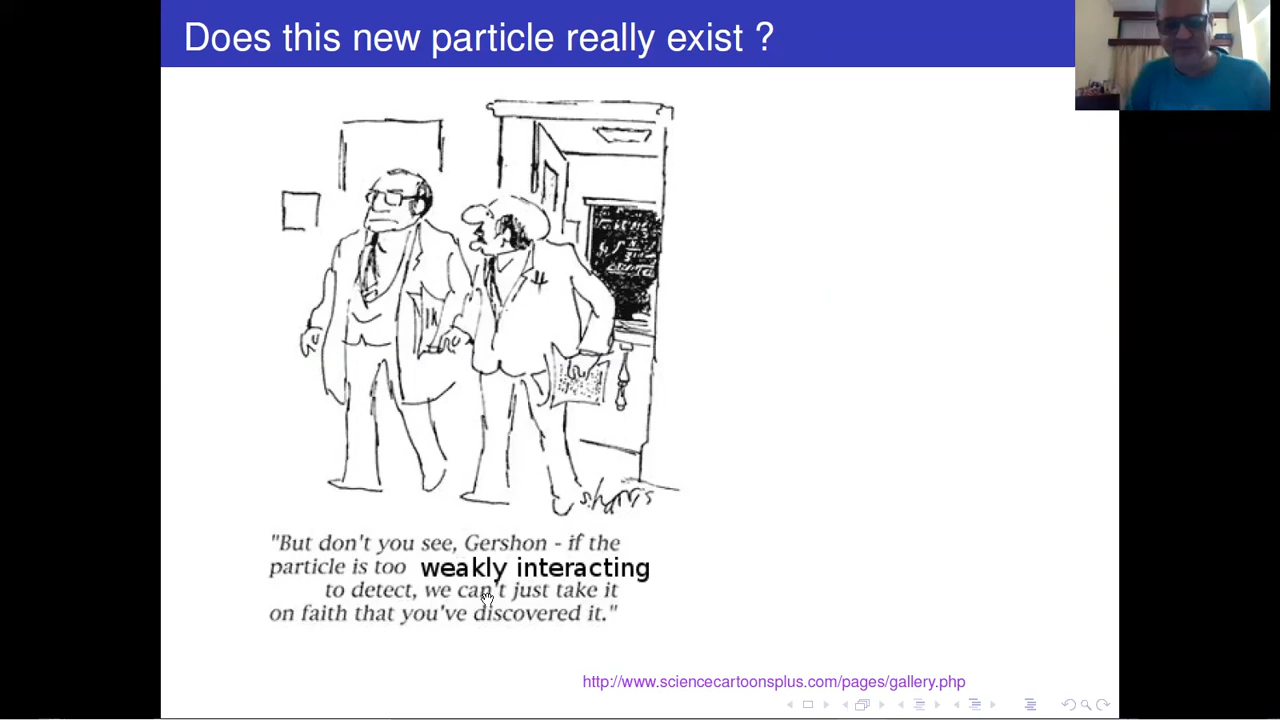 Does this new particle really exist ?
S.Harris
"But don't you see, Gershon - if the
particle is too weakly interacting
to detect, we can't just take it
on faith that you've discovered it."
http://www.sciencecartoonsplus.com/pages/gallery.php